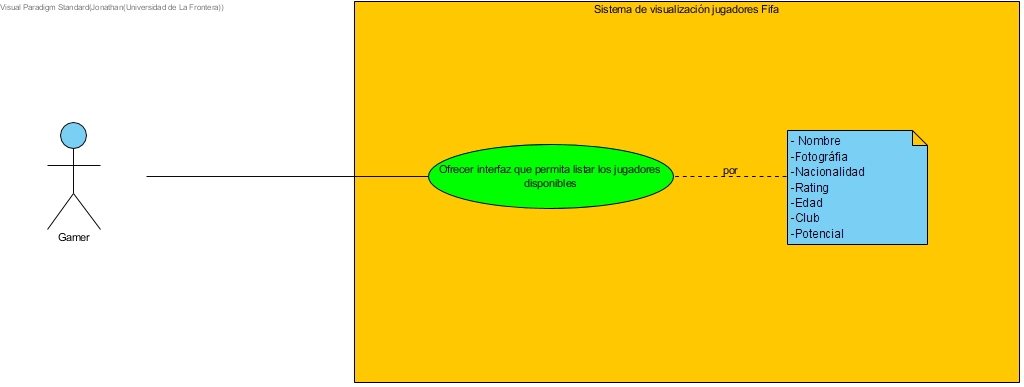 Visual Paradigm Standard(Jonathan(Universidad de La Frontera))
Sistema de visualización jugadores Fifa
Gamer
Ofrecer interfaz que permita listar los jugadores
disponibles
por
- Nombre
-Fotográfia
-Nacionalidad
-Rating
-Edad
-Club
-Potencial